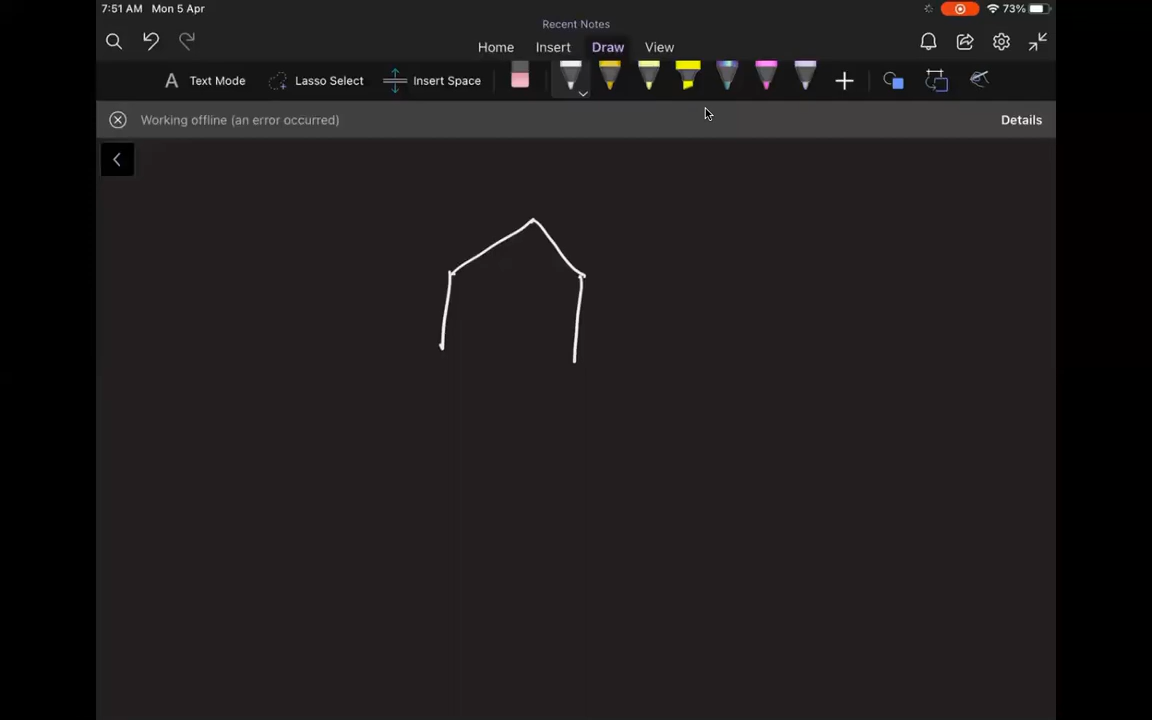 7:51 AM Mon 5 Apr
73%
Recent Notes
Home Insert Draw View
A Text Mode Lasso Select Insert Space
Working offline (an error occurred) Details